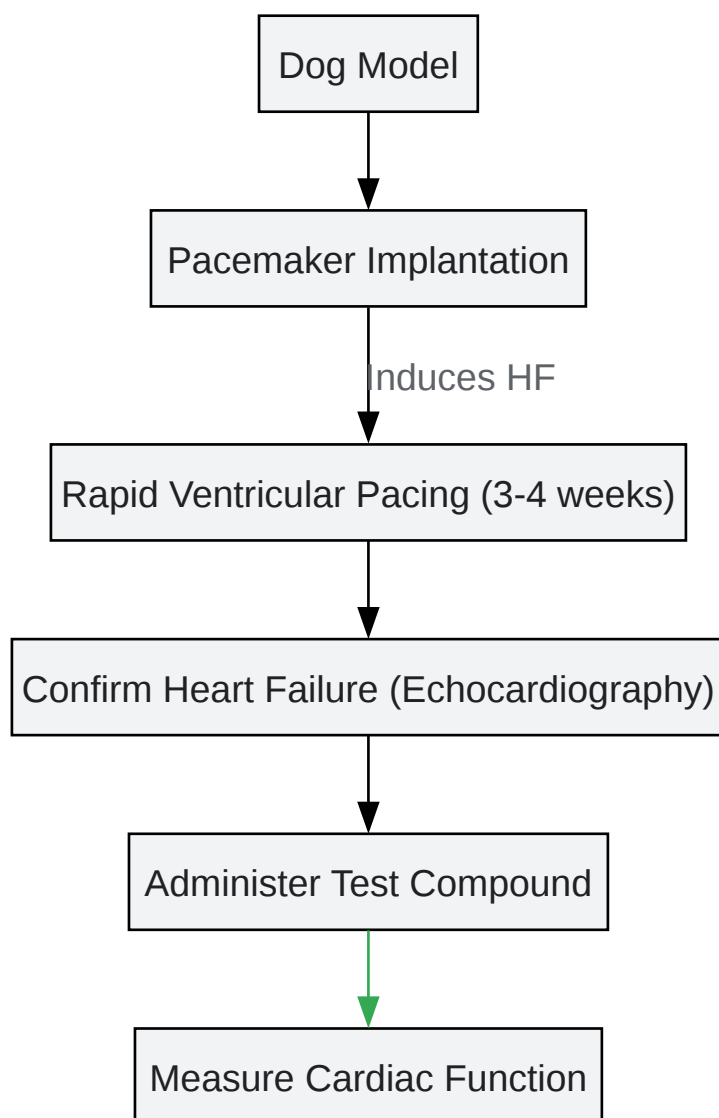 Dog Model
Pacemaker Implantation
Induces HF
Rapid Ventricular Pacing (3-4 weeks)
Confirm Heart Failure (Echocardiography)
Administer Test Compound
Measure Cardiac Function